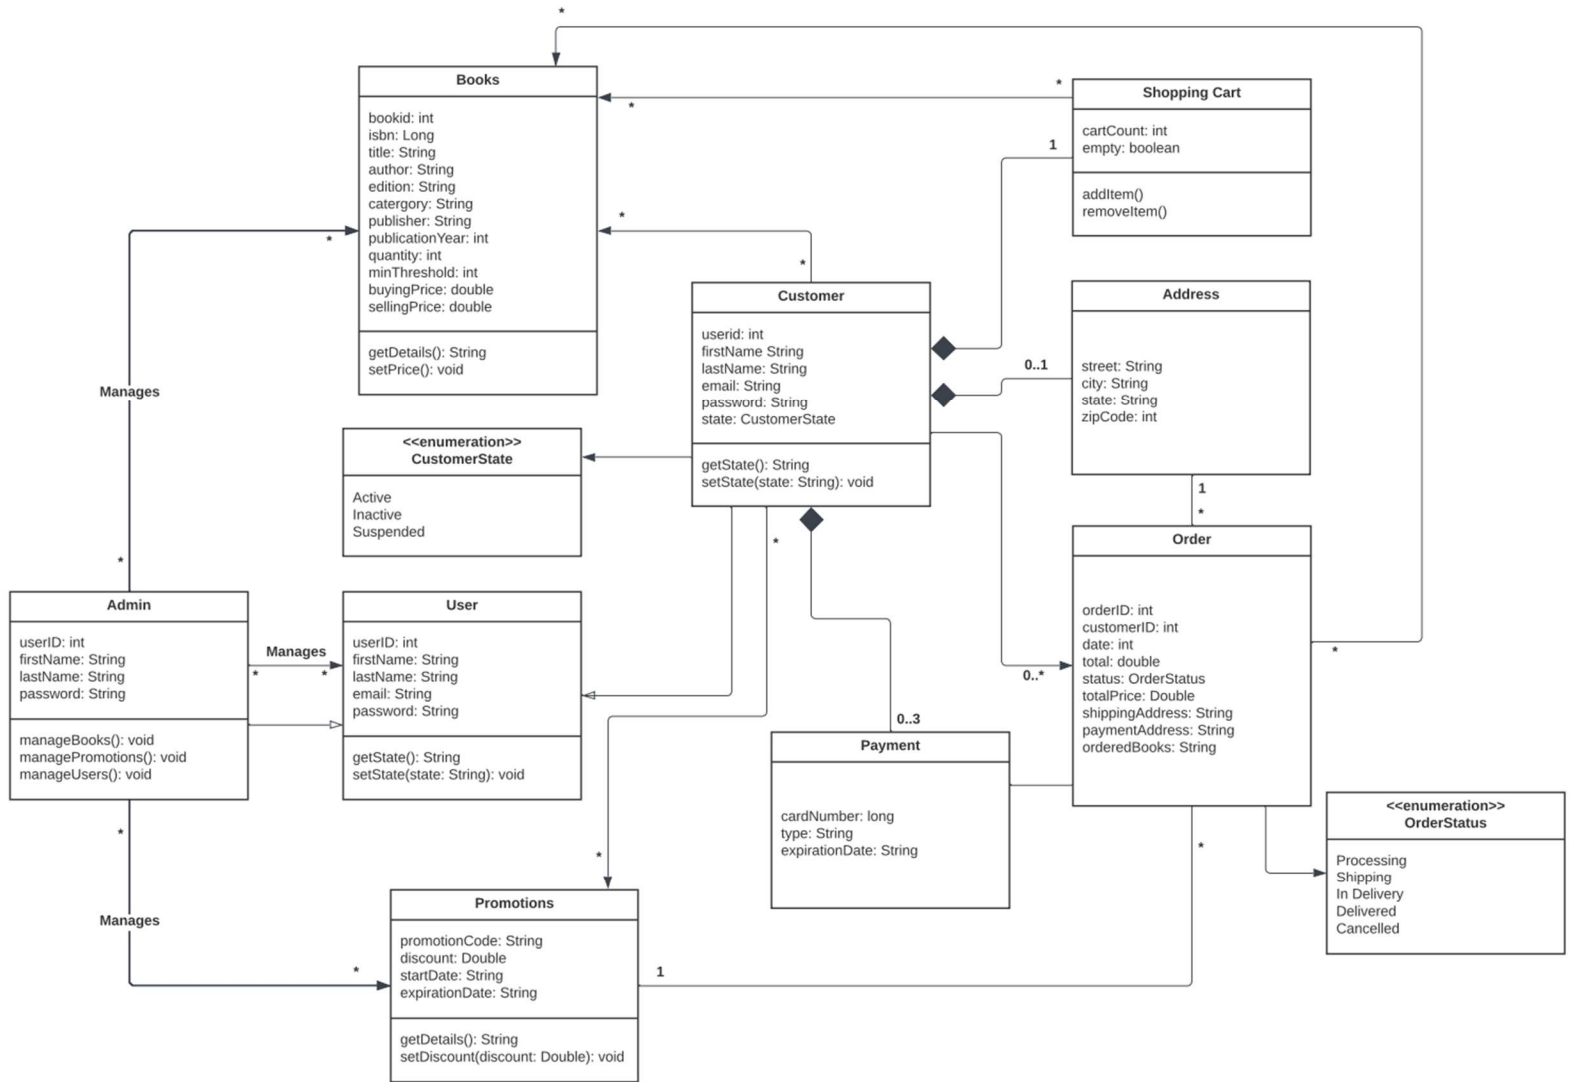 *
Books
bookid: int
isbn: Long
title: String
author: String
edition: String
catergory: String
publisher: String
publicationYear: int
quantity: int
minThreshold: int
buyingPrice: double
sellingPrice: double
getDetails(): String
setPrice(): void
*
*
Shopping Cart
cartCount: int
empty: boolean
addItem()
removeItem()
1
*
*
*
Customer
userid: int
firstName String
lastName: String
email: String
password: String
state: CustomerState
getState(): String
setState(state: String): void
0..1
Address
street: String
city: String
state: String
zipCode: int
Manages
<<enumeration>>
CustomerState
Active
Inactive
Suspended
1
*
*
*
Order
orderID: int
customerID: int
date: int
total: double
status: OrderStatus
totalPrice: Double
shippingAddress: String
paymentAddress: String
orderedBooks: String
*
Admin
userID: int
firstName: String
lastName: String
password: String
manageBooks(): void
managePromotions(): void
manageUsers(): void
Manages
*
*
User
userID: int
firstName: String
lastName: String
email: String
password: String
getState(): String
setState(state: String): void
0..*
0..3
Payment
cardNumber: long
type: String
expirationDate: String
<<enumeration>>
OrderStatus
Processing
Shipping
In Delivery
Delivered
Cancelled
*
*
*
Manages
*
Promotions
promotionCode: String
discount: Double
startDate: String
expirationDate: String
getDetails(): String
setDiscount(discount: Double): void
1